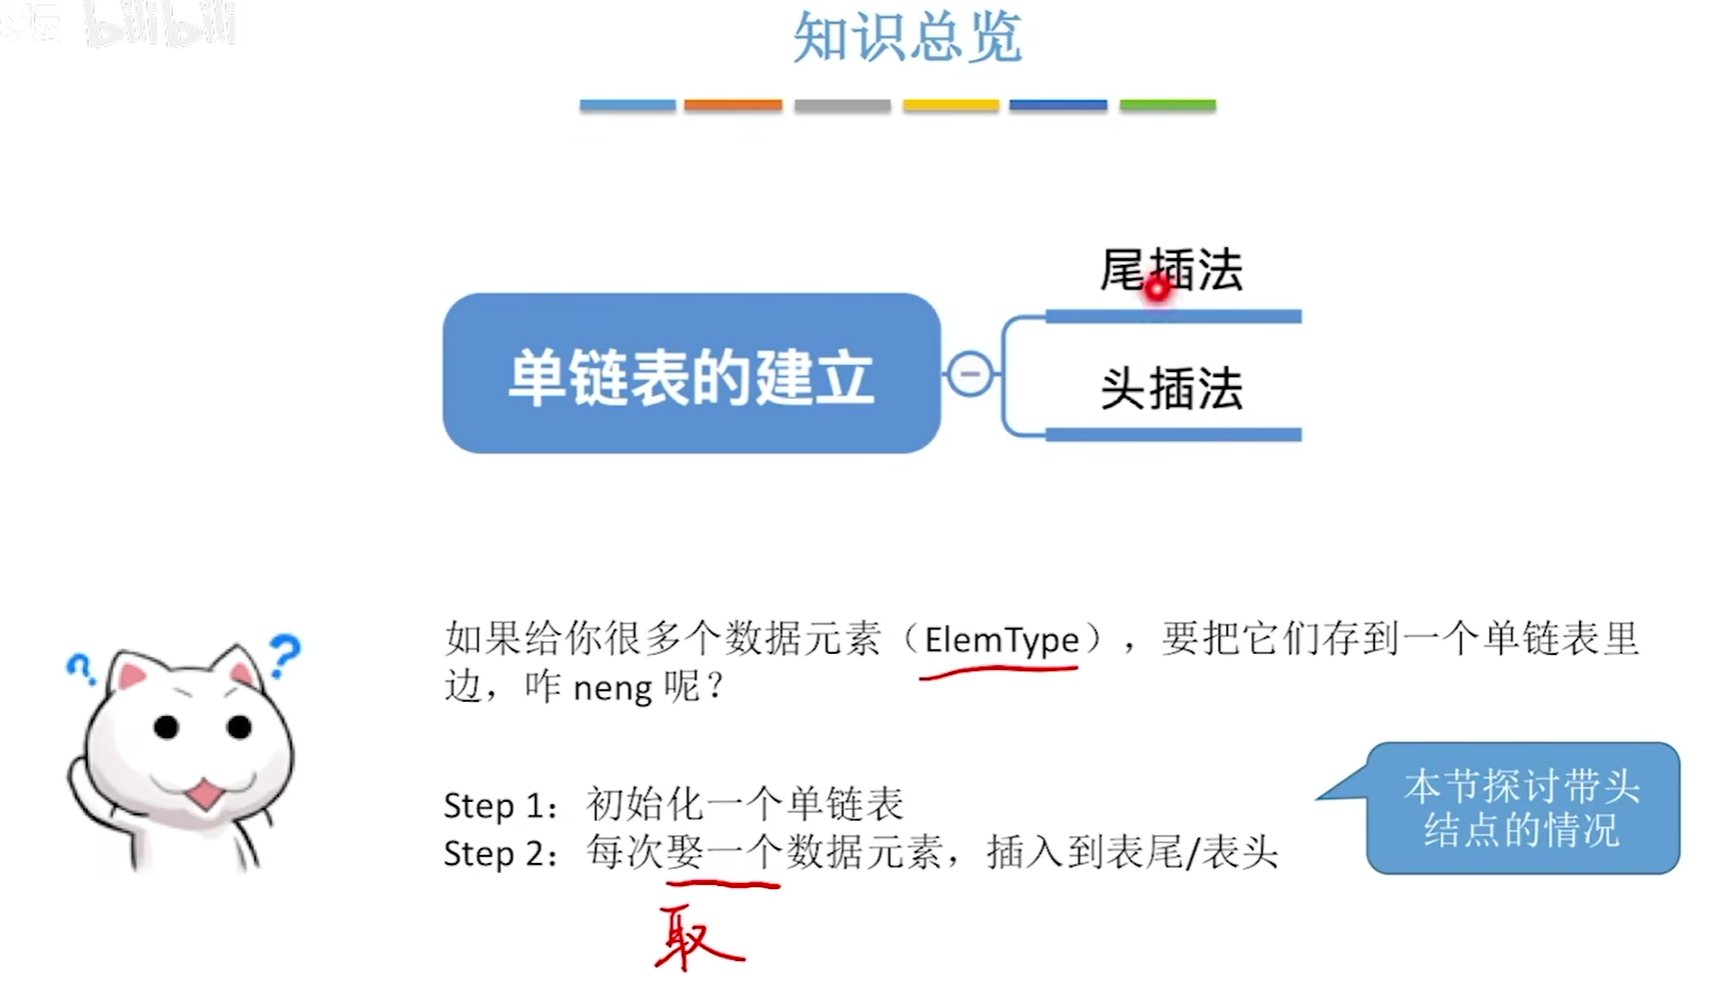 bilibili
知识总览
尾插法
单链表的建立
头插法
如果给你很多个数据元素（ElemType），要把它们存到一个单链表里
边，咋 neng 呢？
Step 1：初始化一个单链表
Step 2：每次娶一个数据元素，插入到表尾/表头
取
本节探讨带头
结点的情况
? ?